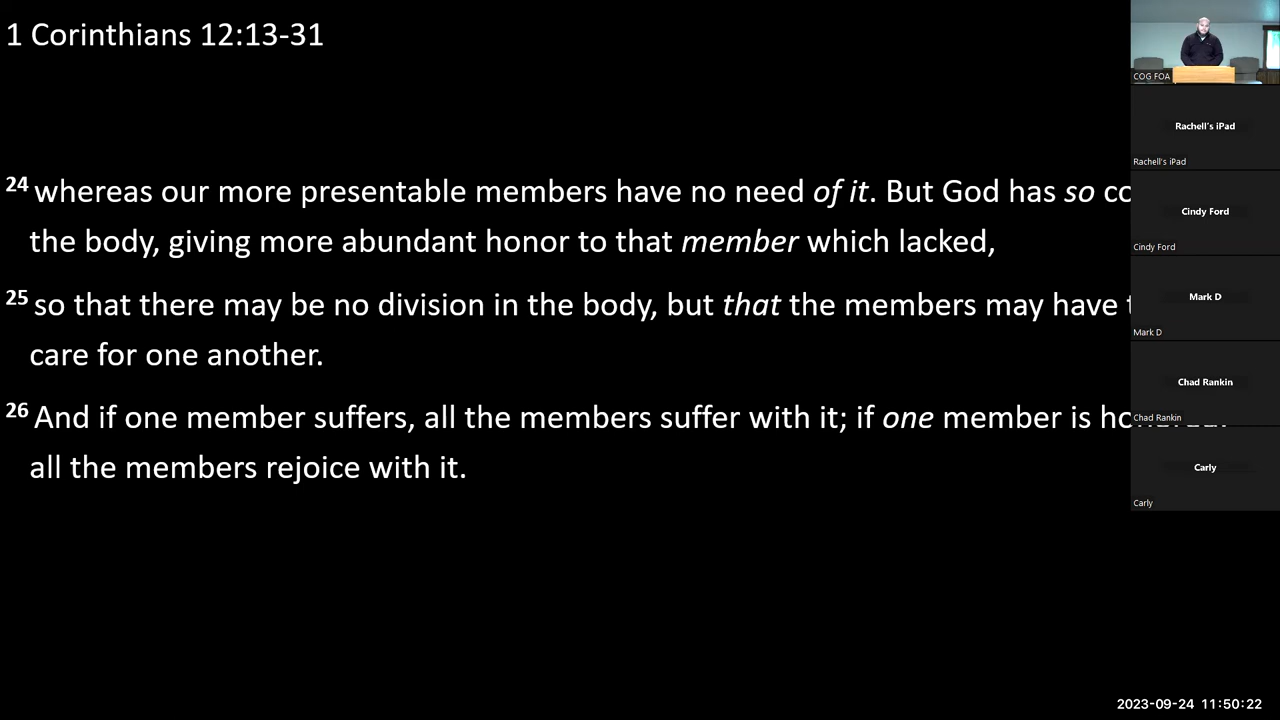 1 Corinthians 12:13-31
24 whereas our more presentable members have no need of it. But God has so
the body, giving more abundant honor to that member which lacked,
25 so that there may be no division in the body, but that the members may have
care for one another.
26 And if one member suffers, all the members suffer with it; if one member is
all the members rejoice with it.
COG FOA
Rachell's iPad
Rachell's iPad
Cindy Ford
Cindy Ford
Mark D
Mark D
Chad Rankin
Chad Rankin
Carly
Carly
2023-09-24 11:50:22